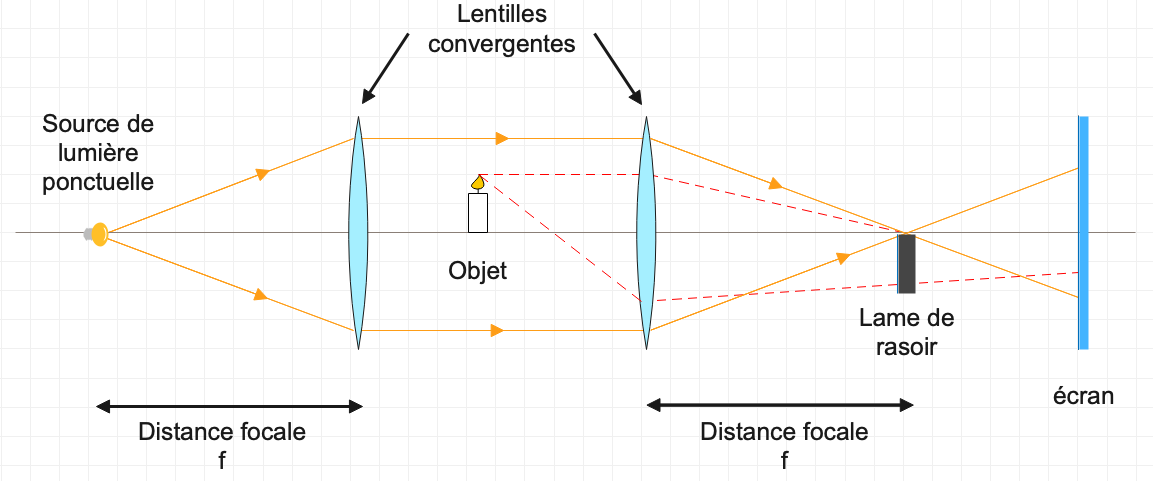 Lentilles
convergentes
Source de
lumière
ponctuelle
Objet
Lame de
rasoir
écran
Distance focale
f
Distance focale
f